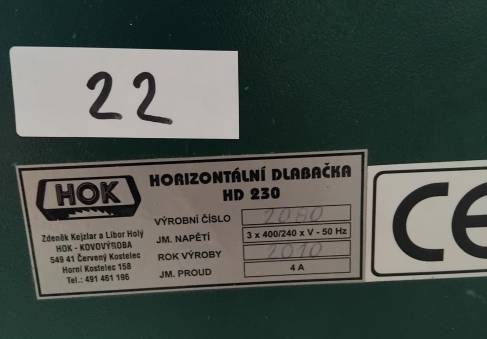 22
HOK
HORIZONTÁLNÍ DLABAČKA
HD 230
VÝROBNÍ ČÍSLO 7080
JM. NAPĚTÍ 3 x 400/240 x V - 50 Hz
ROK VÝROBY 2010
JM. PROUD 4 A
Zdeněk Kejzlar a Libor Holý
HOK - KOVOVÝROBA
549 41 Červený Kostelec
Horní Kostelec 158
Tel.: 491 461 196
CE